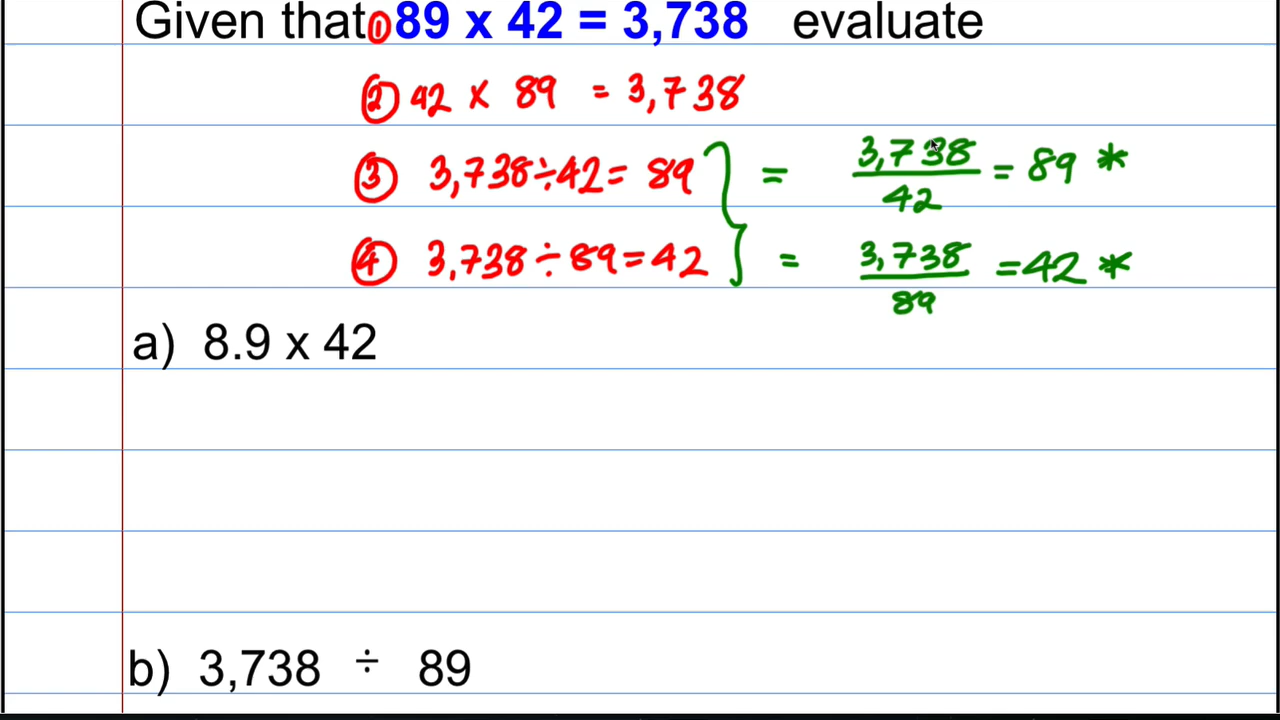 Given that ① 89 x 42 = 3,738 evaluate
② 42 x 89 = 3,738
③ 3,738÷42 = 89 } = 3,738/42 = 89 *
④ 3,738÷89=42 } = 3,738/89 =42 *
a) 8.9 x 42
b) 3,738 ÷ 89